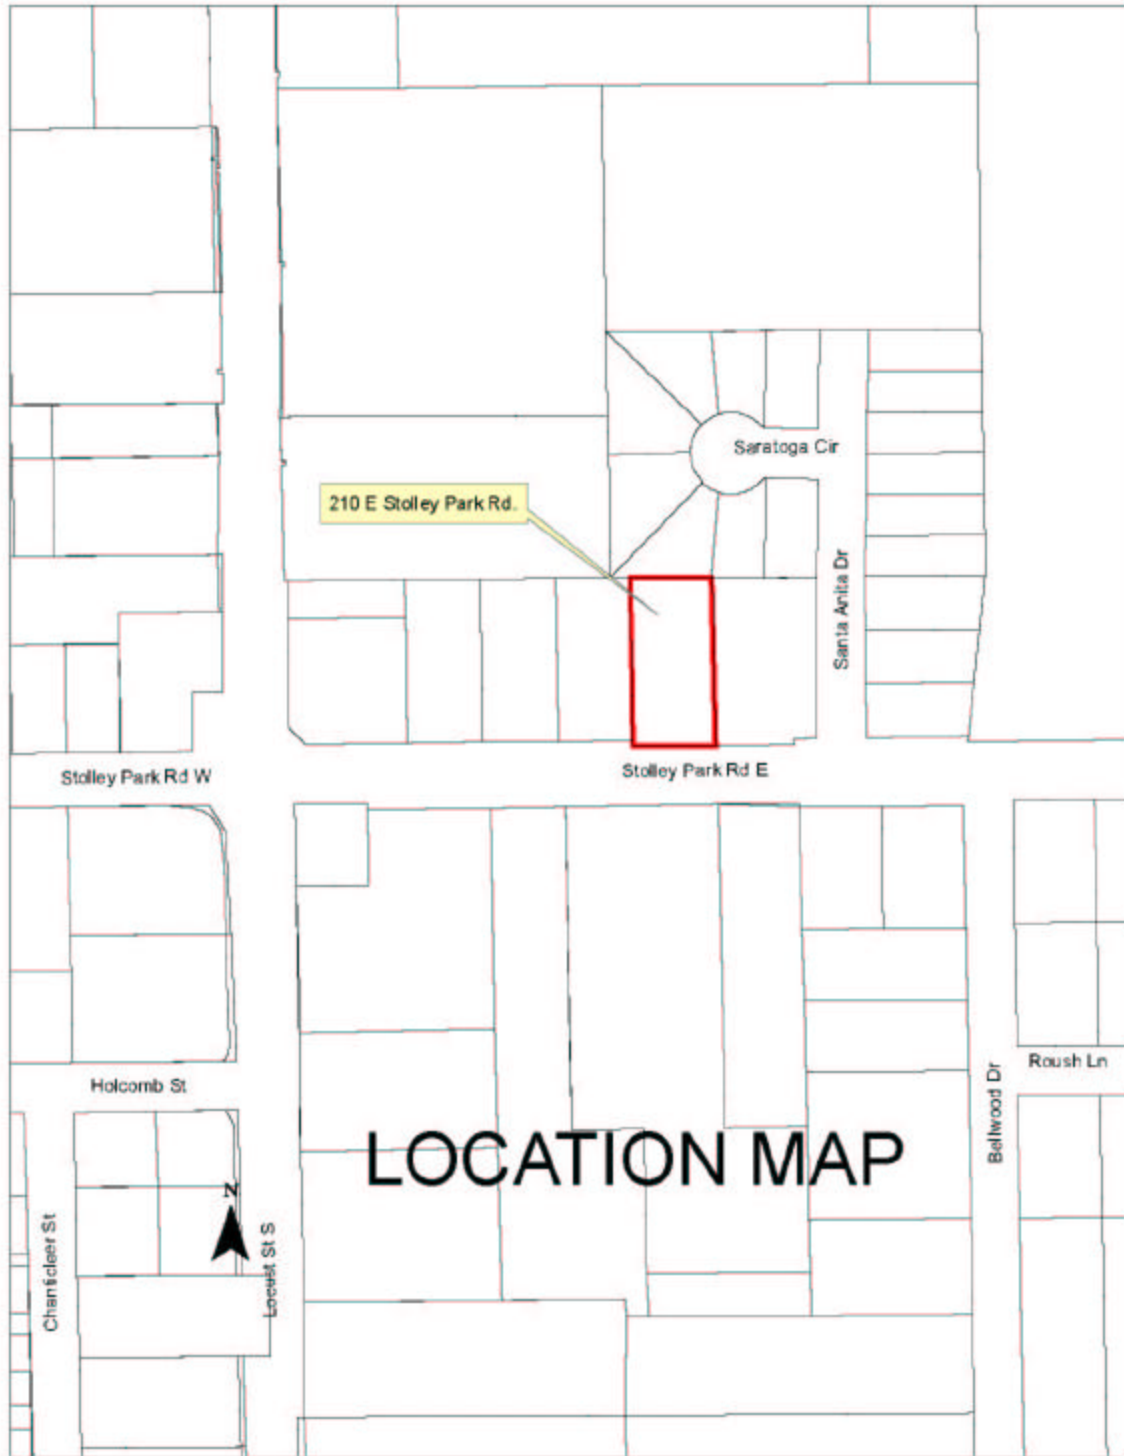 Saratoga Cir
210 E Stolley Park Rd.
Santa Anita Dr
Stolley Park Rd W
Stolley Park Rd E
Roush Ln
Holcomb St
Bellwood Dr
LOCATION MAP
N
Chanticleer St
Locust St S